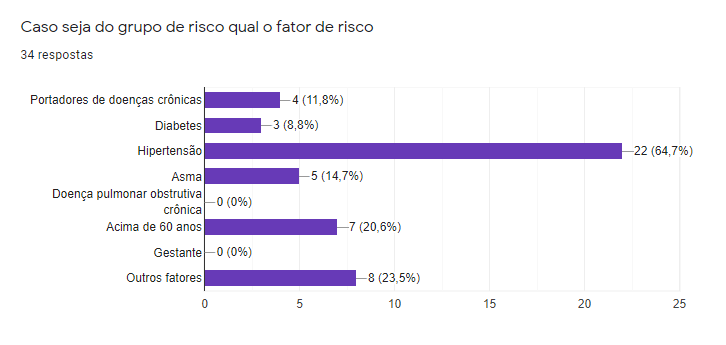 Caso seja do grupo de risco qual o fator de risco
34 respostas
Portadores de doenças crônicas 4 (11,8%)
Diabetes 3 (8,8%)
Hipertensão 22 (64,7%)
Asma 5 (14,7%)
Doença pulmonar obstrutiva
crônica 0 (0%)
Acima de 60 anos 7 (20,6%)
Gestante 0 (0%)
Outros fatores 8 (23,5%)
0 5 10 15 20 25